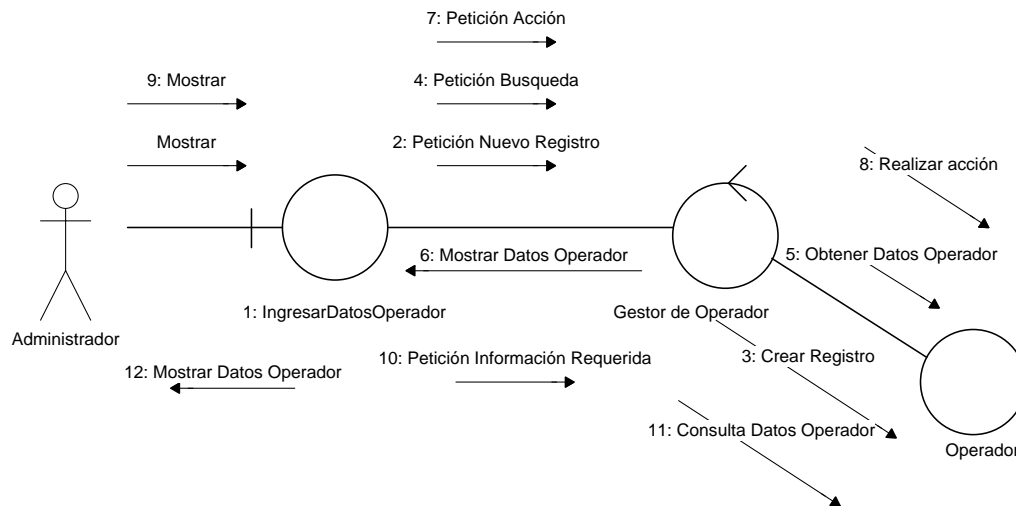 7: Petición Acción
9: Mostrar
4: Petición Busqueda
Mostrar
2: Petición Nuevo Registro
8: Realizar acción
6: Mostrar Datos Operador
5: Obtener Datos Operador
1: IngresarDatosOperador
Gestor de Operador
Administrador
3: Crear Registro
12: Mostrar Datos Operador
10: Petición Información Requerida
11: Consulta Datos Operador
Operador